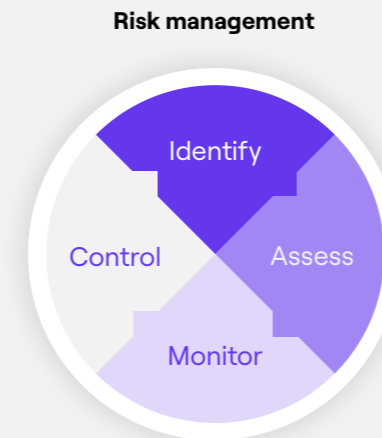 Risk management
Identify
Control
Assess
Monitor